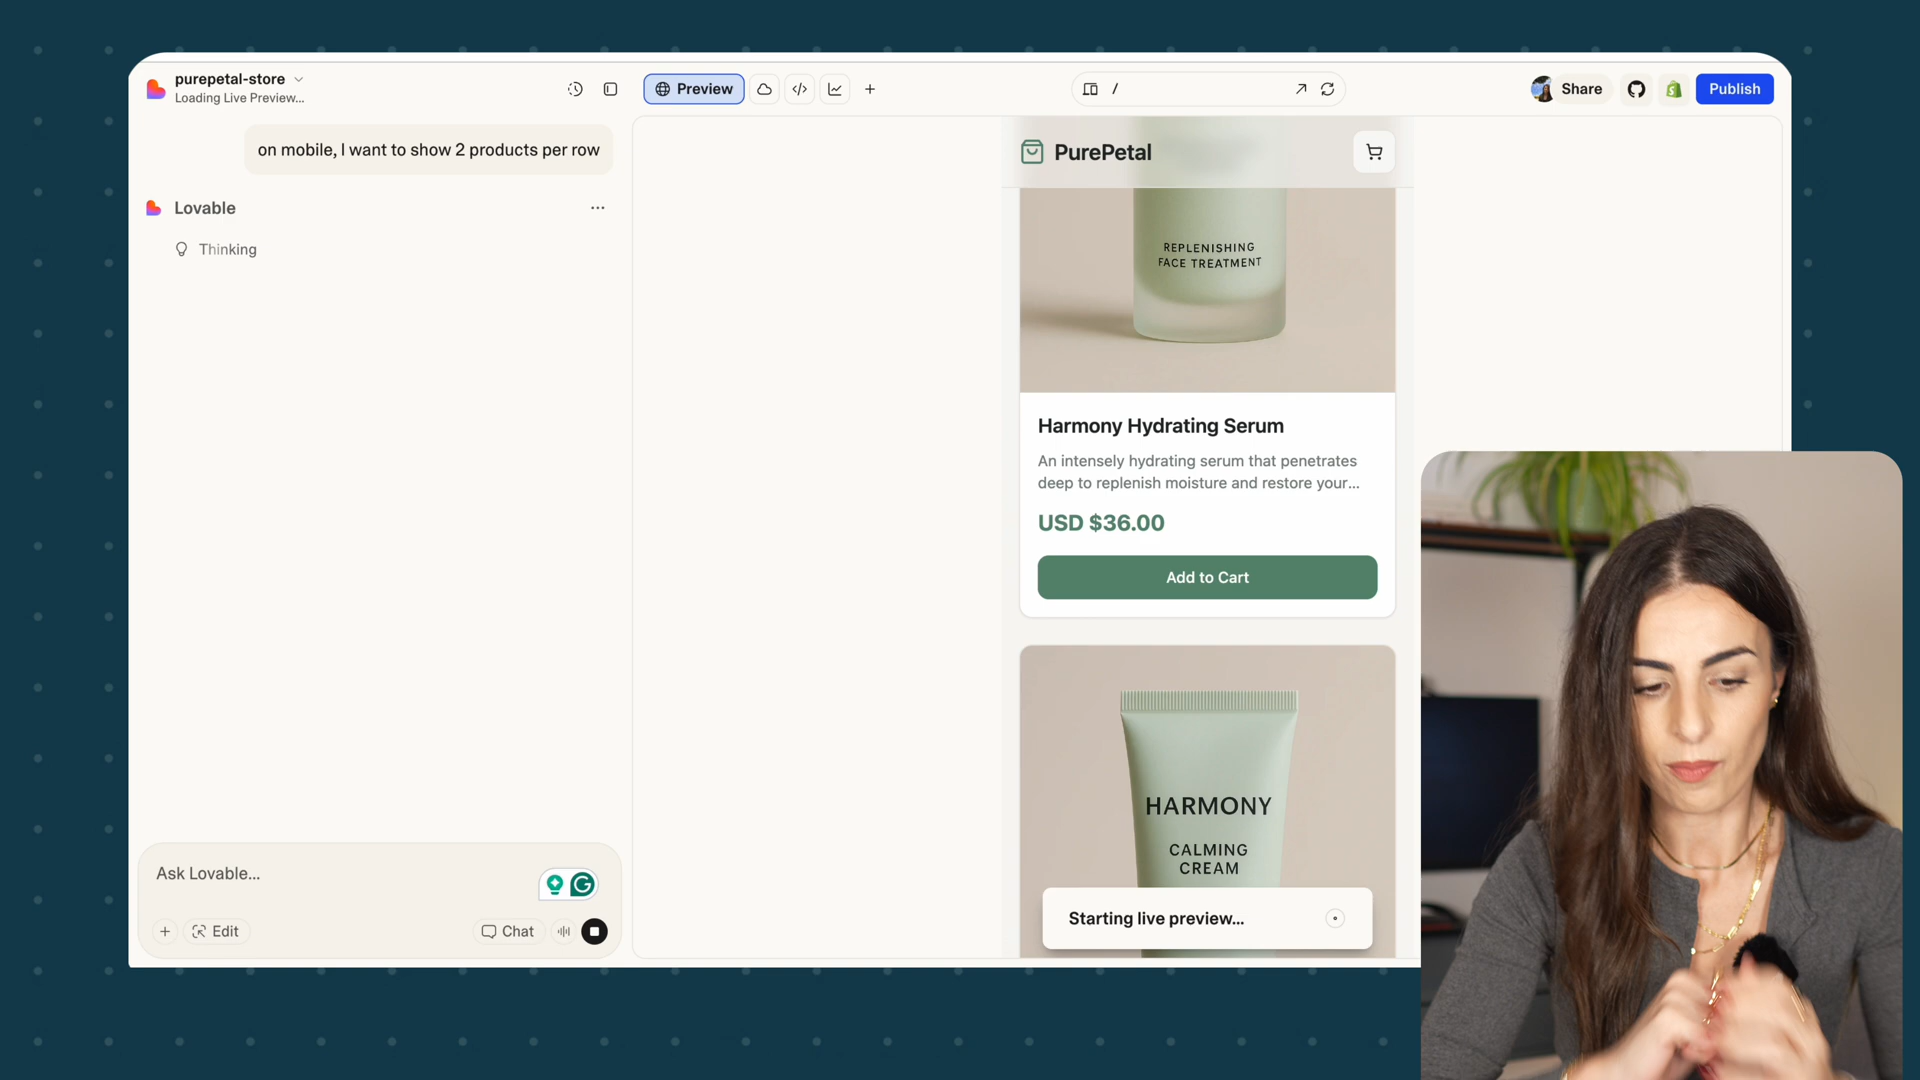 purepetal-store
Loading Live Preview...
Preview
/
Share
Publish
on mobile, I want to show 2 products per row
Lovable
Thinking
PurePetal
REPLENISHING
FACE TREATMENT
Harmony Hydrating Serum
An intensely hydrating serum that penetrates
deep to replenish moisture and restore your...
USD $36.00
Add to Cart
HARMONY
CALMING
CREAM
Starting live preview...
Ask Lovable...
Edit
Chat